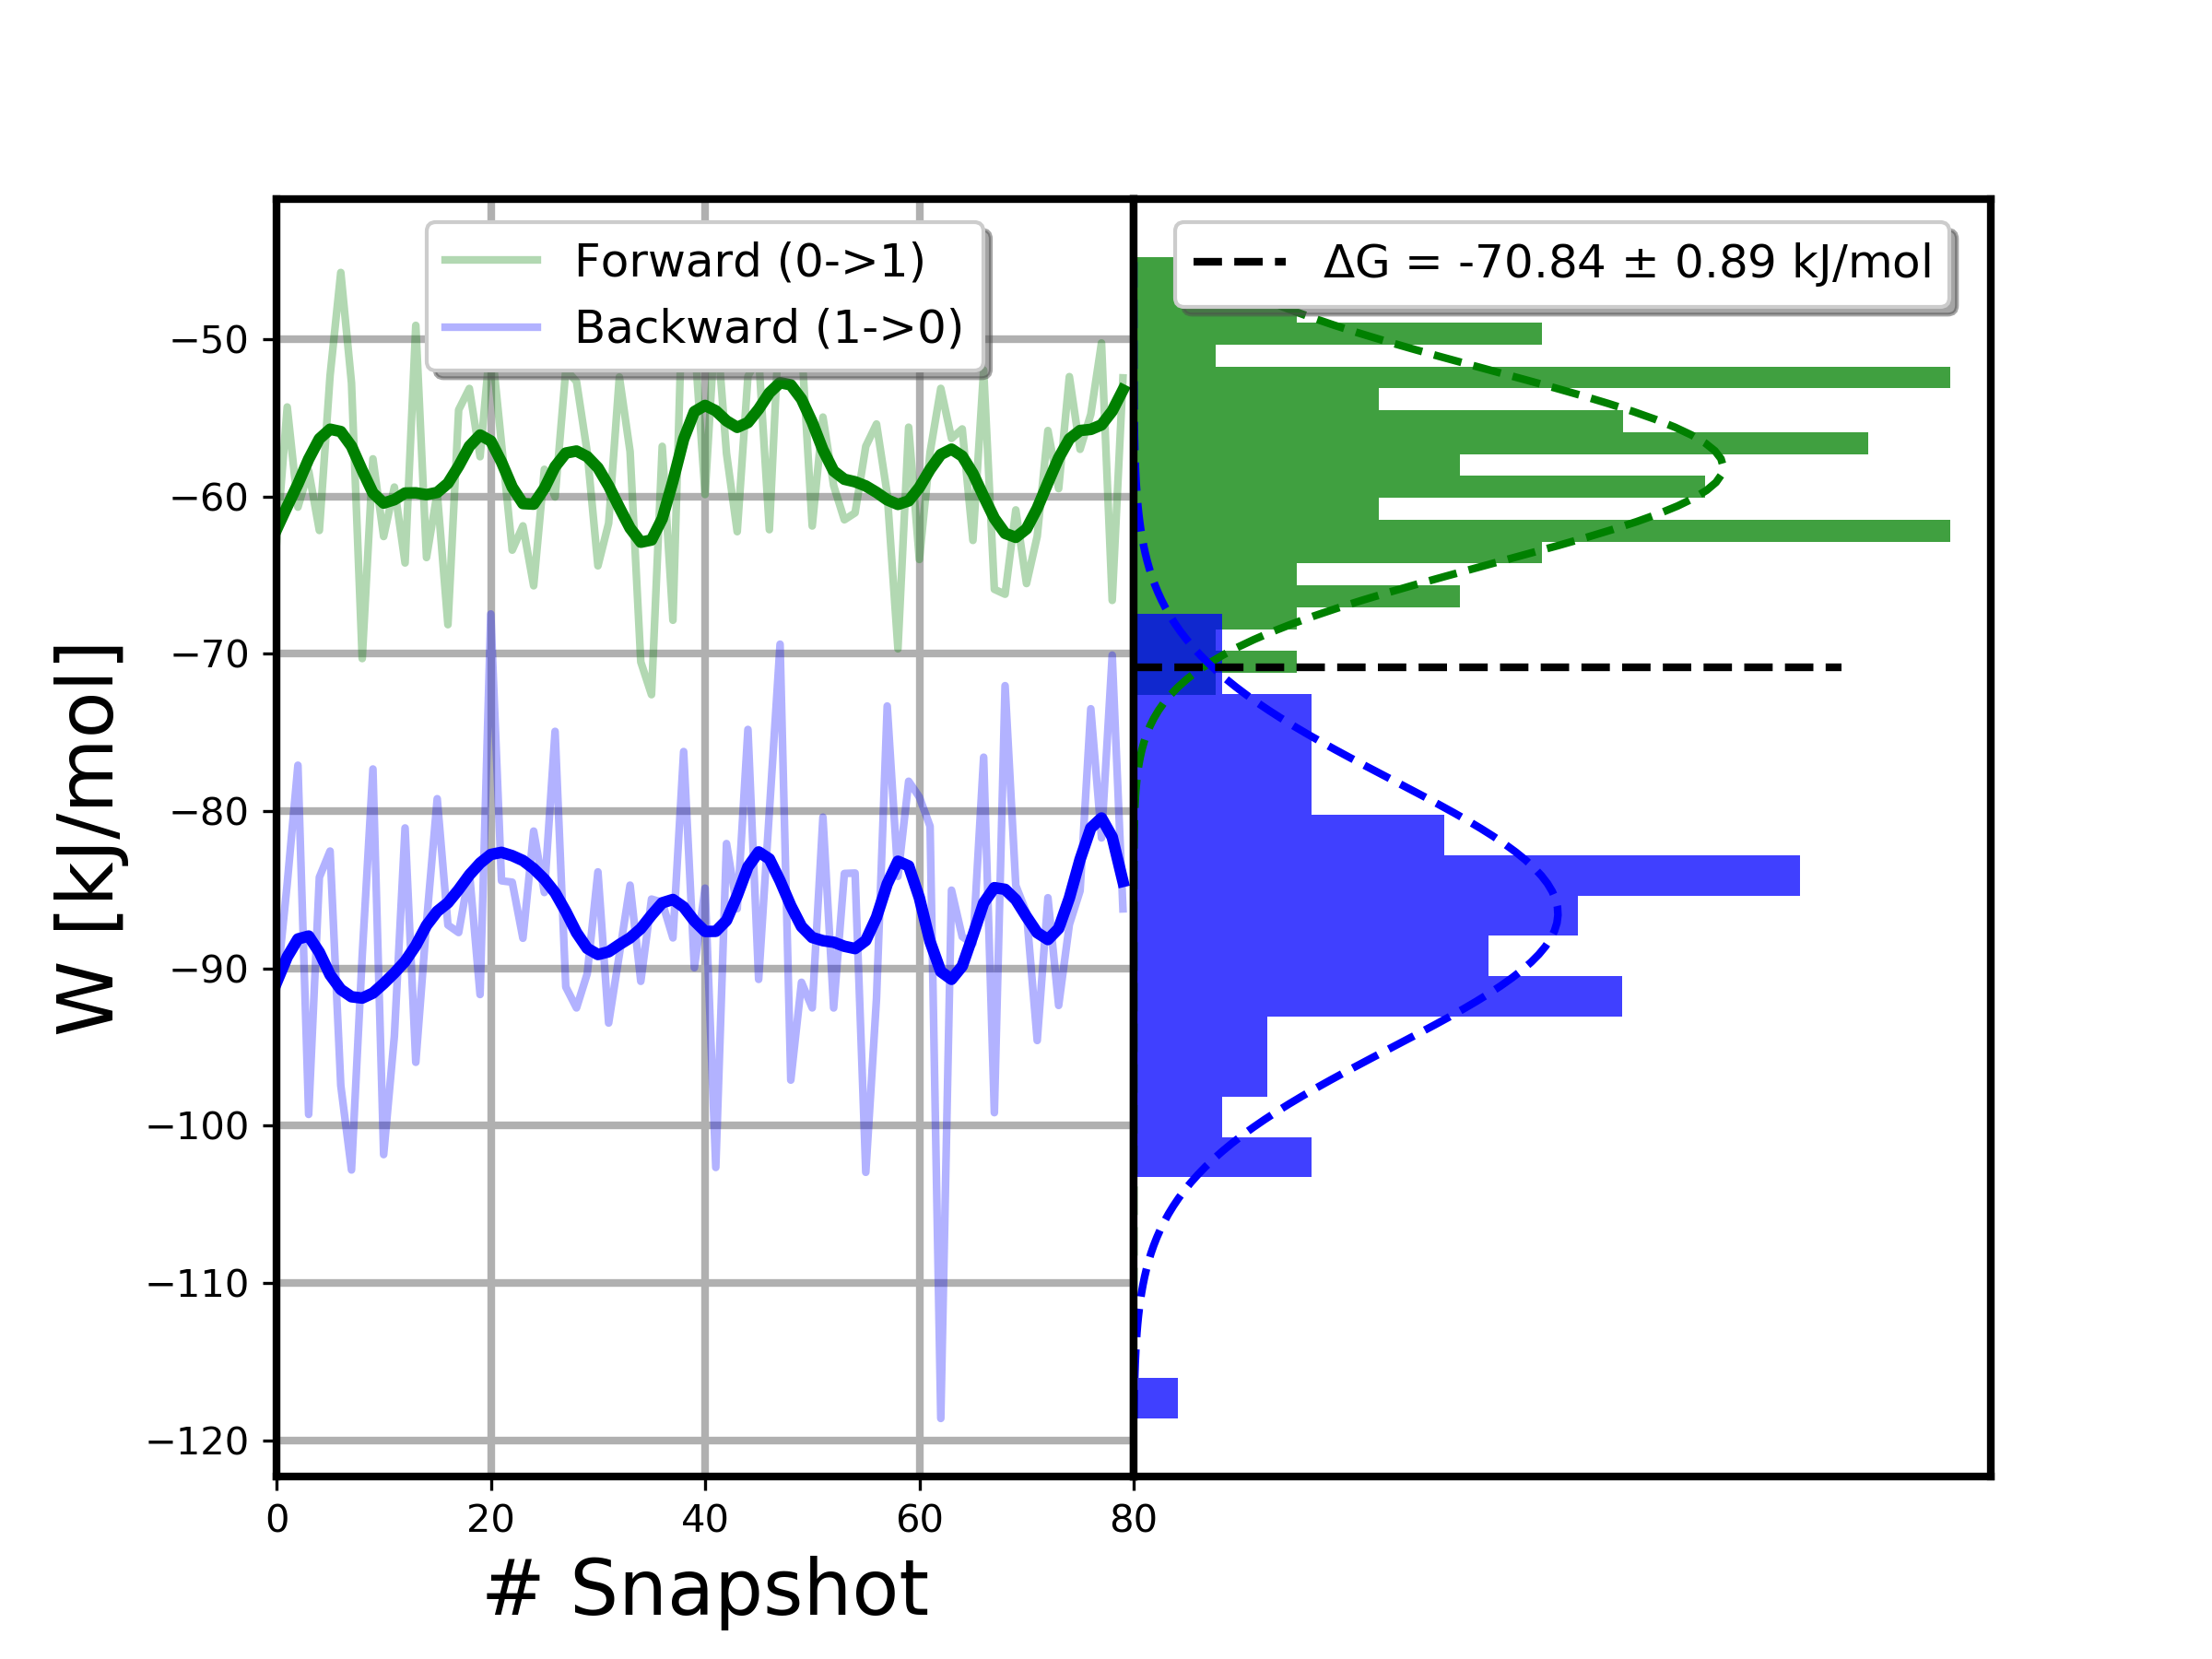 Forward (0->1)
Backward (1->0)
ΔG = -70.84 ± 0.89 kJ/mol
W [kJ/mol]
−50
−60
−70
−80
−90
−100
−110
−120
0 20 40 60 80
# Snapshot